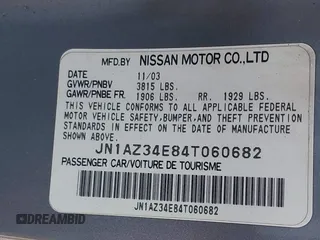 MFD.BY NISSAN MOTOR CO.,LTD
DATE 11/03
GVWR/PNBV 3815 LBS.
GAWR/PNBE FR. 1906 LBS. RR. 1929 LBS.
THIS VEHICLE CONFORMS TO ALL APPLICABLE FEDERAL
MOTOR VEHICLE SAFETY,BUMPER,AND THEFT PREVENTION
STANDARDS IN EFFECT ON THE DATE OF MANUFACTURE
SHOWN ABOVE.
JN1AZ34E84T060682
PASSENGER CAR/VOITURE DE TOURISME
JN1AZ34E84T060682
DREAMBID